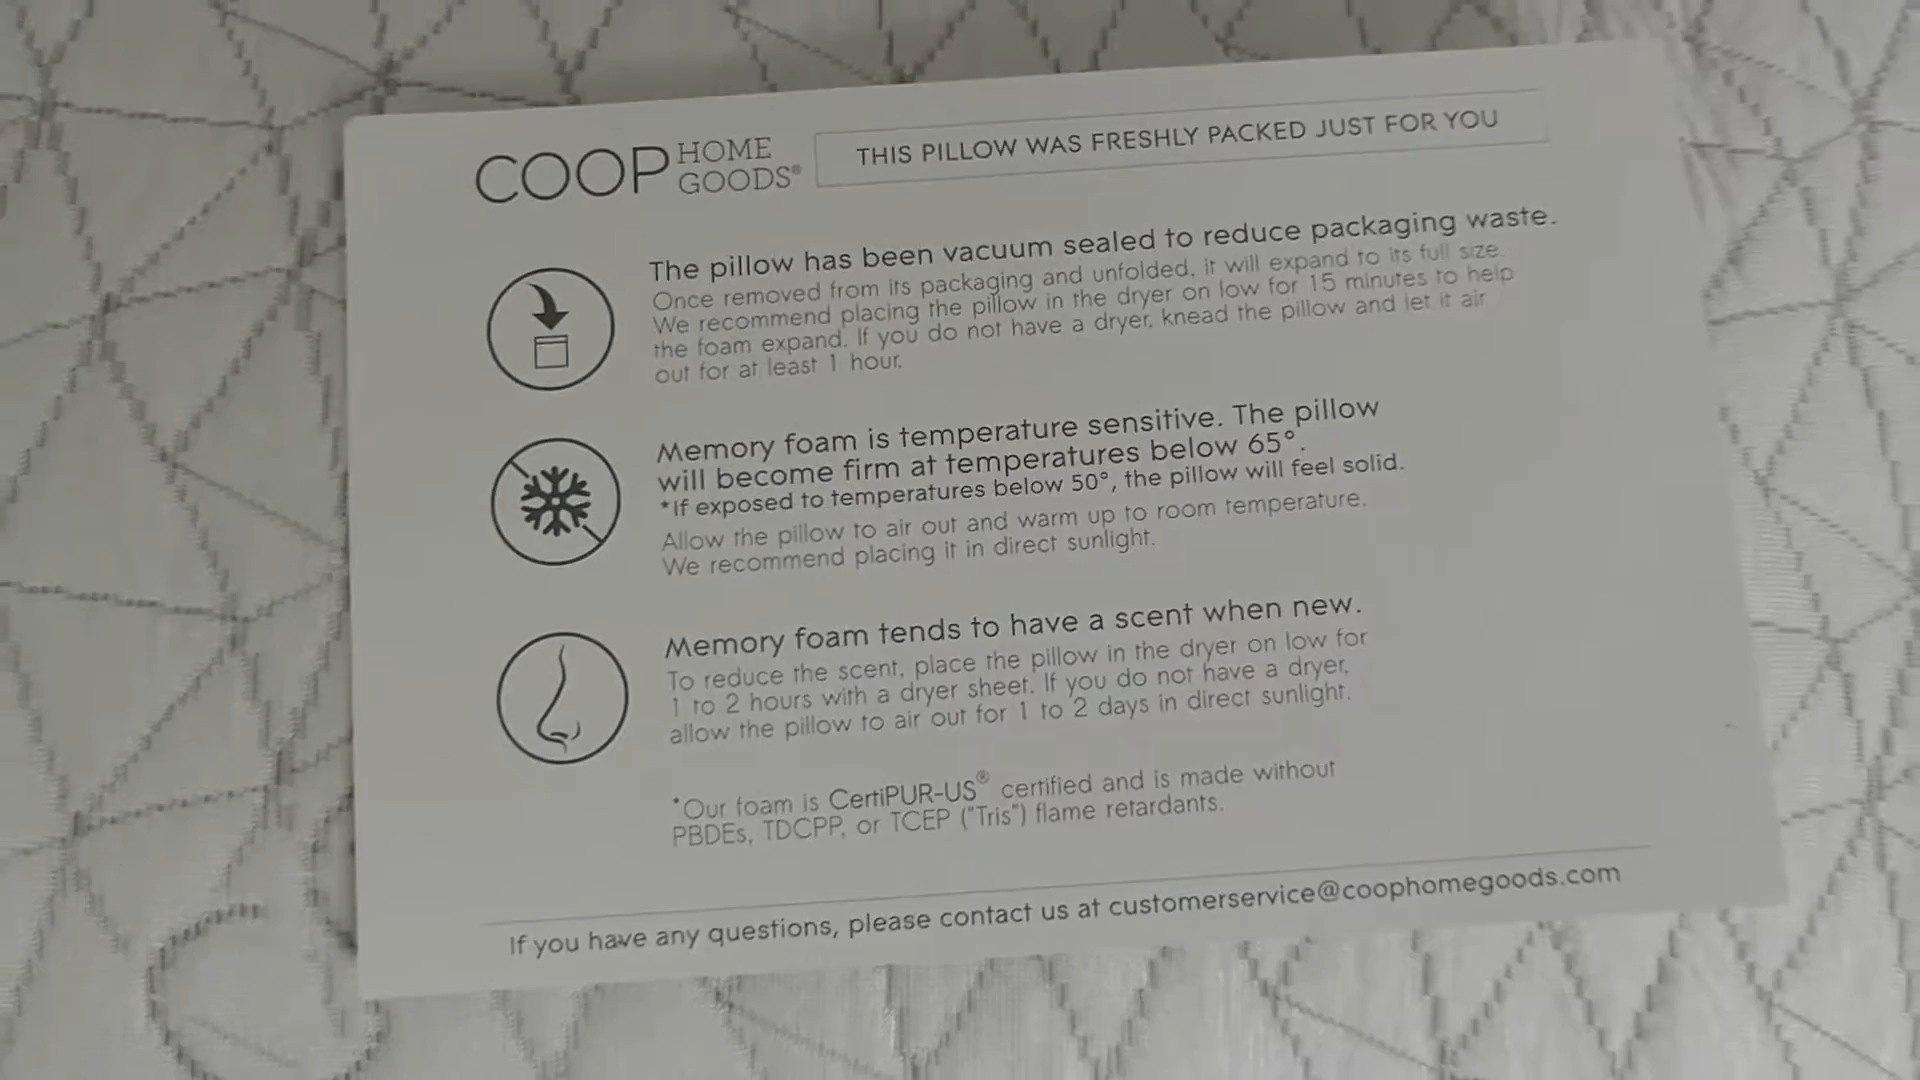 COOP HOME GOODS®
THIS PILLOW WAS FRESHLY PACKED JUST FOR YOU
The pillow has been vacuum sealed to reduce packaging waste.
Once removed from its packaging and unfolded, it will expand to its full size.
We recommend placing the pillow in the dryer on low for 15 minutes to help
the foam expand. If you do not have a dryer, knead the pillow and let it air
out for at least 1 hour.
Memory foam is temperature sensitive. The pillow
will become firm at temperatures below 65°.
*If exposed to temperatures below 50°, the pillow will feel solid.
Allow the pillow to air out and warm up to room temperature.
We recommend placing it in direct sunlight.
Memory foam tends to have a scent when new.
To reduce the scent, place the pillow in the dryer on low for
1 to 2 hours with a dryer sheet. If you do not have a dryer,
allow the pillow to air out for 1 to 2 days in direct sunlight.
*Our foam is CertiPUR-US® certified and is made without
PBDEs, TDCPP, or TCEP ("Tris") flame retardants.
If you have any questions, please contact us at customerservice@coophomegoods.com